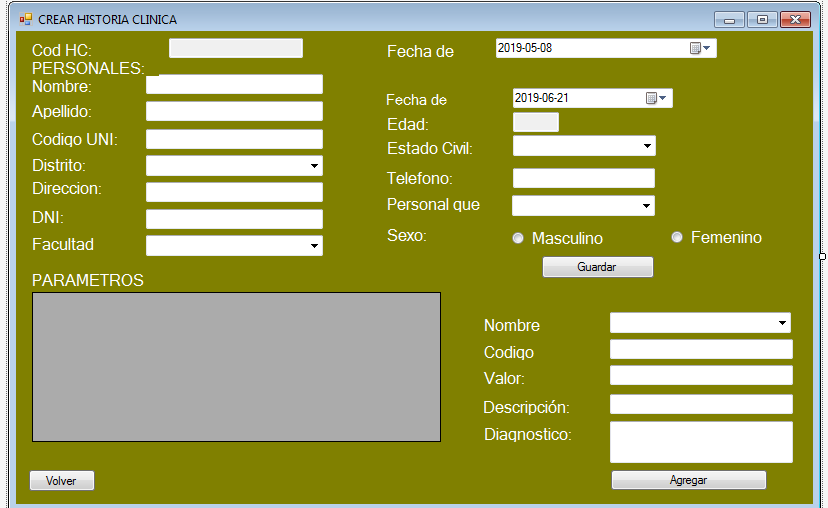 CREAR HISTORIA CLINICA
Cod HC:
Fecha de
2019-05-08
PERSONALES:
Nombre:
Fecha de
2019-06-21
Apellido:
Edad:
Codigo UNI:
Estado Civil:
Distrito:
Telefono:
Direccion:
Personal que
DNI:
Sexo:
Masculino
Femenino
Facultad
Guardar
PARAMETROS
Nombre
Codigo
Valor:
Descripción:
Diagnostico:
Volver
Agregar